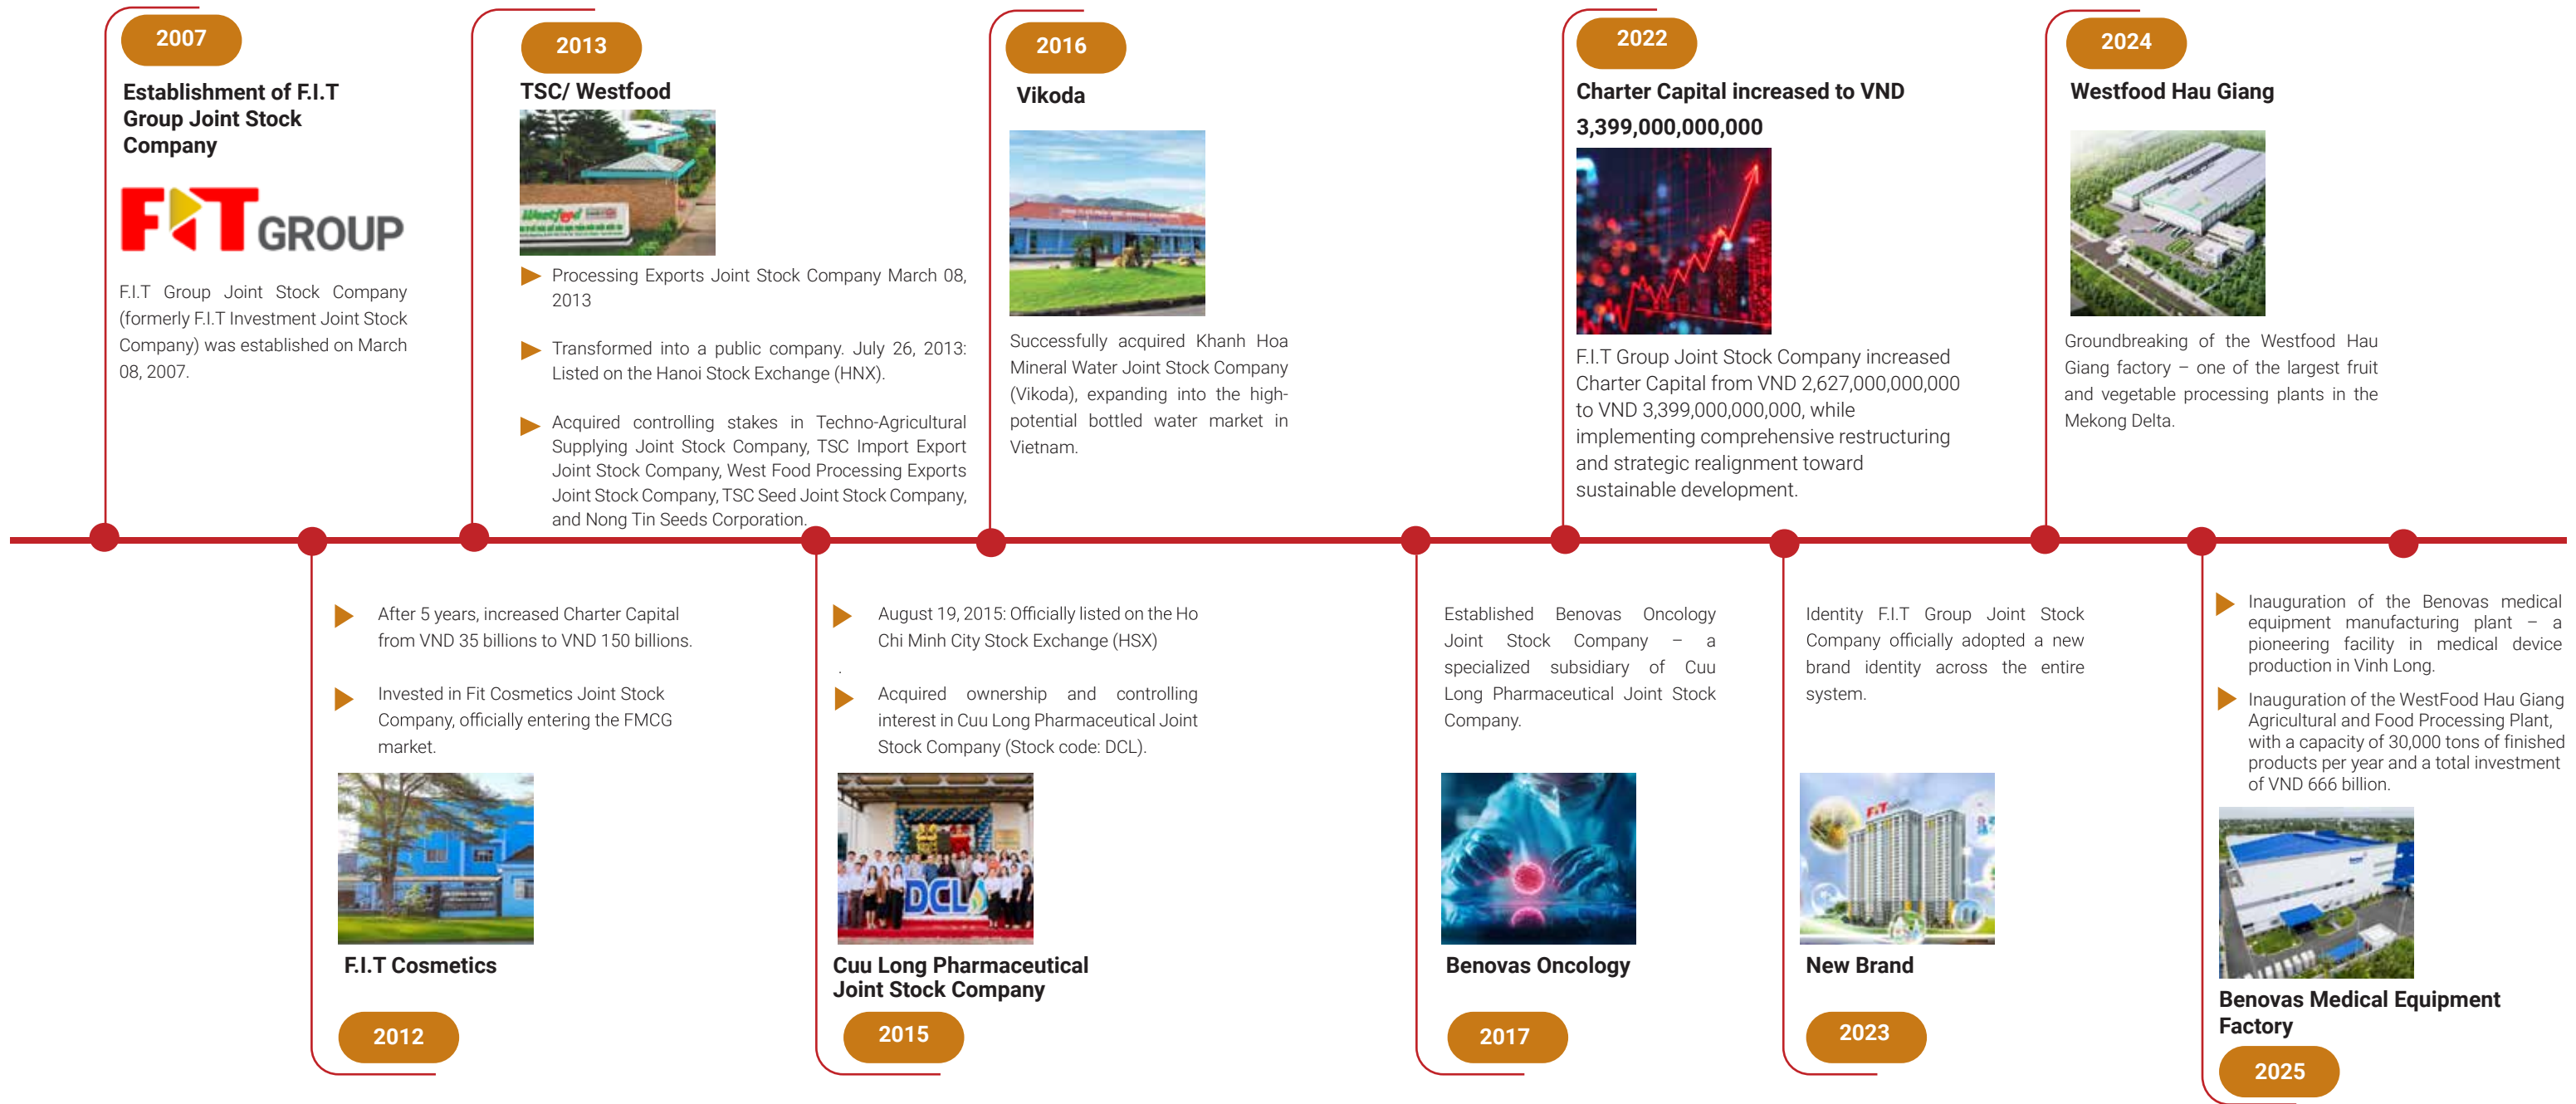 2007
Establishment of F.I.T
Group Joint Stock
Company
FIT GROUP
F.I.T Group Joint Stock Company
(formerly F.I.T Investment Joint Stock
Company) was established on March
08, 2007.
2013
TSC/ Westfood
Westfood
Processing Exports Joint Stock Company March 08,
2013
Transformed into a public company. July 26, 2013:
Listed on the Hanoi Stock Exchange (HNX).
Acquired controlling stakes in Techno-Agricultural
Supplying Joint Stock Company, TSC Import Export
Joint Stock Company, West Food Processing Exports
Joint Stock Company, TSC Seed Joint Stock Company,
and Nong Tin Seeds Corporation.
2016
Vikoda
Successfully acquired Khanh Hoa
Mineral Water Joint Stock Company
(Vikoda), expanding into the high-
potential bottled water market in
Vietnam.
2022
Charter Capital increased to VND
3,399,000,000,000
F.I.T Group Joint Stock Company increased
Charter Capital from VND 2,627,000,000,000
to VND 3,399,000,000,000, while
implementing comprehensive restructuring
and strategic realignment toward
sustainable development.
2024
Westfood Hau Giang
Groundbreaking of the Westfood Hau
Giang factory – one of the largest fruit
and vegetable processing plants in the
Mekong Delta.
After 5 years, increased Charter Capital
from VND 35 billions to VND 150 billions.
Invested in Fit Cosmetics Joint Stock
Company, officially entering the FMCG
market.
F.I.T Cosmetics
2012
August 19, 2015: Officially listed on the Ho
Chi Minh City Stock Exchange (HSX)
.
Acquired ownership and controlling
interest in Cuu Long Pharmaceutical Joint
Stock Company (Stock code: DCL).
DCL
Cuu Long Pharmaceutical
Joint Stock Company
2015
Established Benovas Oncology
Joint Stock Company – a
specialized subsidiary of Cuu
Long Pharmaceutical Joint Stock
Company.
Benovas Oncology
2017
Identity F.I.T Group Joint Stock
Company officially adopted a new
brand identity across the entire
system.
FIT
New Brand
2023
Inauguration of the Benovas medical
equipment manufacturing plant – a
pioneering facility in medical device
production in Vinh Long.
Inauguration of the WestFood Hau Giang
Agricultural and Food Processing Plant,
with a capacity of 30,000 tons of finished
products per year and a total investment
of VND 666 billion.
Benovas Medical Equipment
Factory
2025